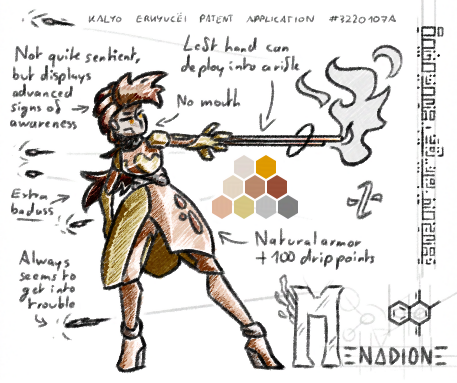 KALYO ERWYUCËI PATENT APPLICATION #3220107A
Not quite sentient,
but displays
advanced
signs of
awareness
Left hand can
deploy into a rifle
No mouth
Extra
badass
Natural armor
+ 100 drip points
Always
seems to
get into
trouble
MENADIONE